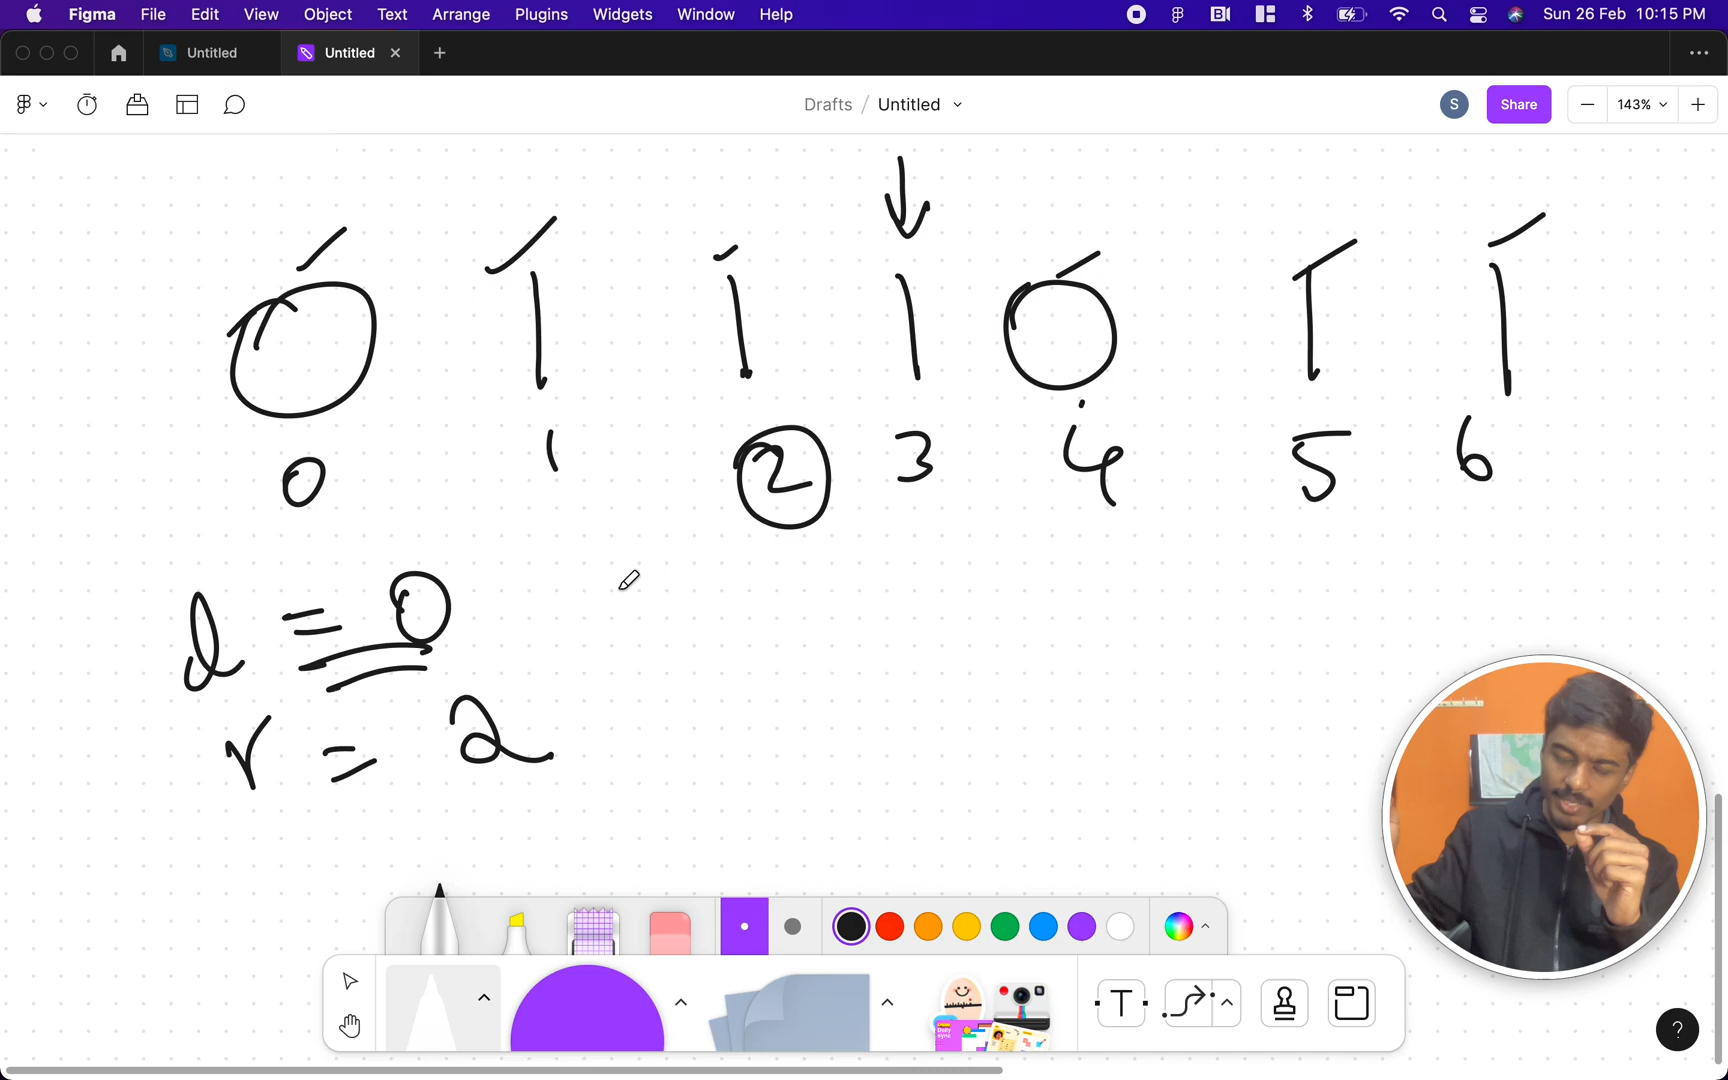 Figma File Edit View Object Text Arrange Plugins Widgets Window Help Sun 26 Feb 10:15 PM
Untitled Untitled
Drafts / Untitled S Share 143%
0 1 1 1 0 1 1
0 1 2 3 4 5 6
l = 0
r = 2
T
?